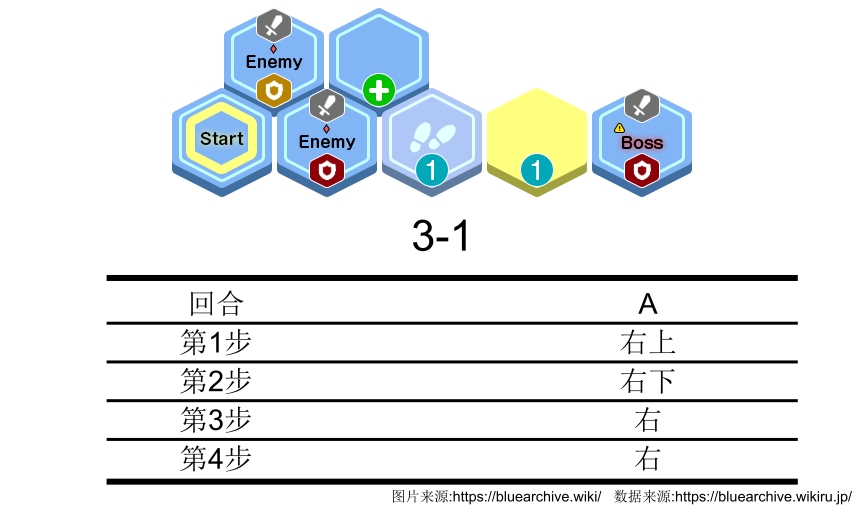 Enemy
Start
Enemy
1
1
Boss
3-1
回合 A
第1步 右上
第2步 右下
第3步 右
第4步 右
图片来源:https://bluearchive.wiki/ 数据来源:https://bluearchive.wikiru.jp/